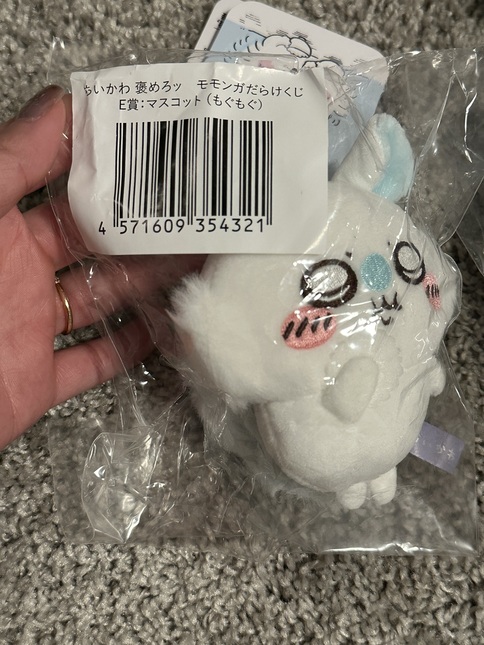 ちいかわ 褒めろッ　モモンガだらけくじ
E賞：マスコット（もぐもぐ）
4 571609 354321